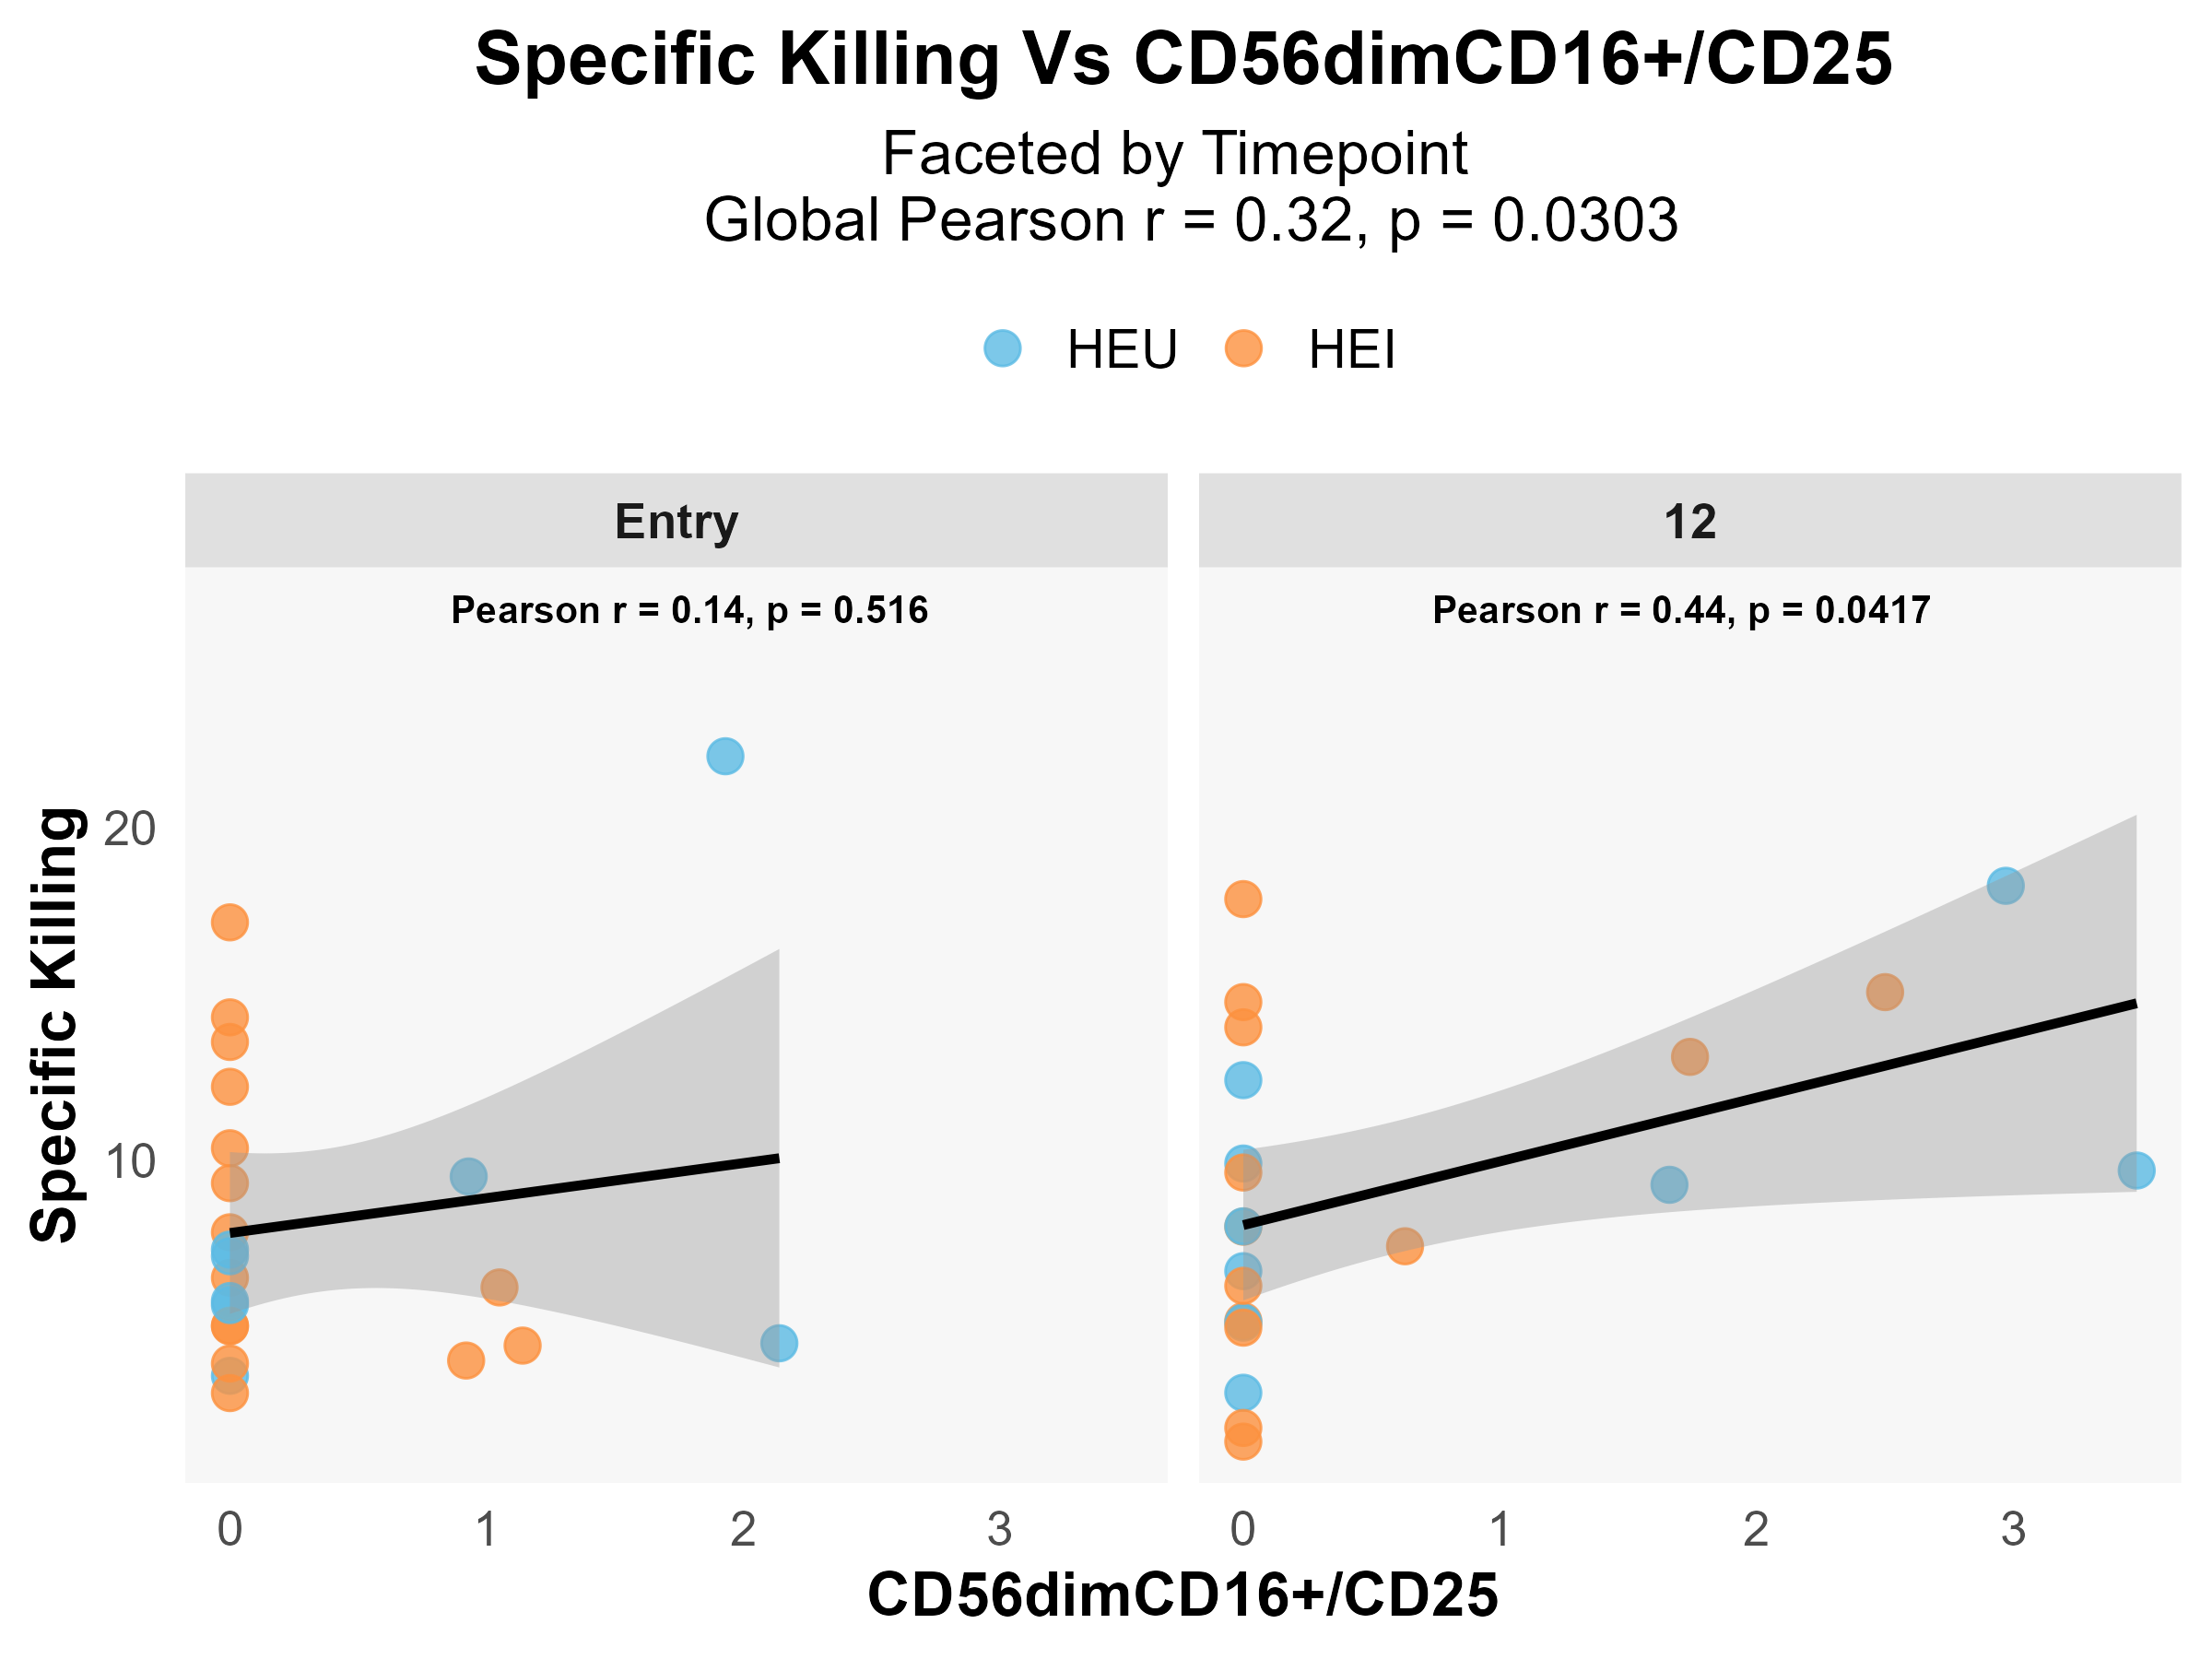 Specific Killing Vs CD56dimCD16+/CD25
Faceted by Timepoint
Global Pearson r = 0.32, p = 0.0303
HEU HEI
Entry
12
Pearson r = 0.14, p = 0.516
Pearson r = 0.44, p = 0.0417
Specific Killing
20
10
0 1 2 3
0 1 2 3
CD56dimCD16+/CD25